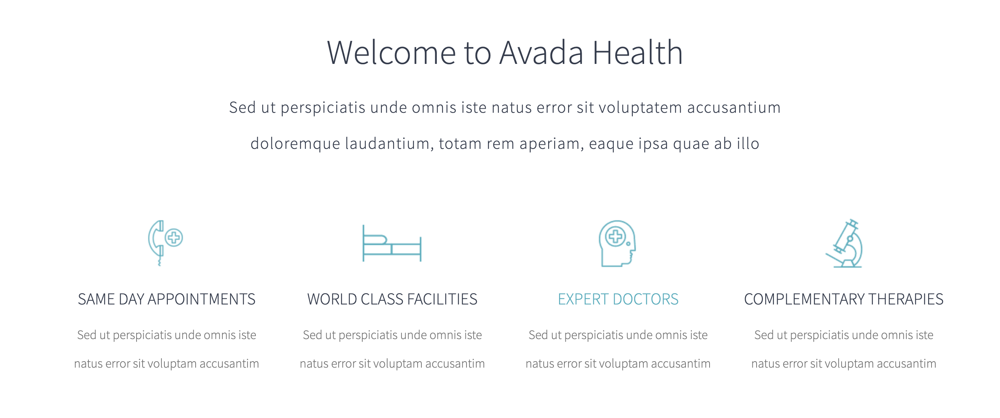 Welcome to Avada Health
Sed ut perspiciatis unde omnis iste natus error sit voluptatem accusantium
doloremque laudantium, totam rem aperiam, eaque ipsa quae ab illo
SAME DAY APPOINTMENTS
Sed ut perspiciatis unde omnis iste
natus error sit voluptam accusantim
WORLD CLASS FACILITIES
Sed ut perspiciatis unde omnis iste
natus error sit voluptam accusantim
EXPERT DOCTORS
Sed ut perspiciatis unde omnis iste
natus error sit voluptam accusantim
COMPLEMENTARY THERAPIES
Sed ut perspiciatis unde omnis iste
natus error sit voluptam accusantim